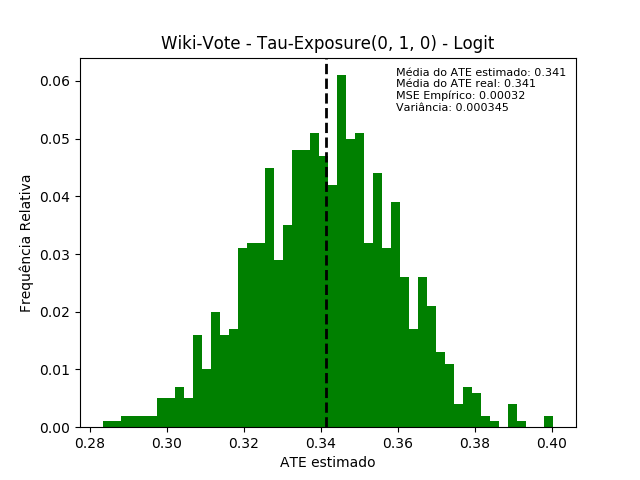 Wiki-Vote - Tau-Exposure(0, 1, 0) - Logit
Média do ATE estimado: 0.341
Média do ATE real: 0.341
MSE Empírico: 0.00032
Variância: 0.000345
Frequência Relativa
0.06
0.05
0.04
0.03
0.02
0.01
0.00
0.28 0.30 0.32 0.34 0.36 0.38 0.40
ATE estimado